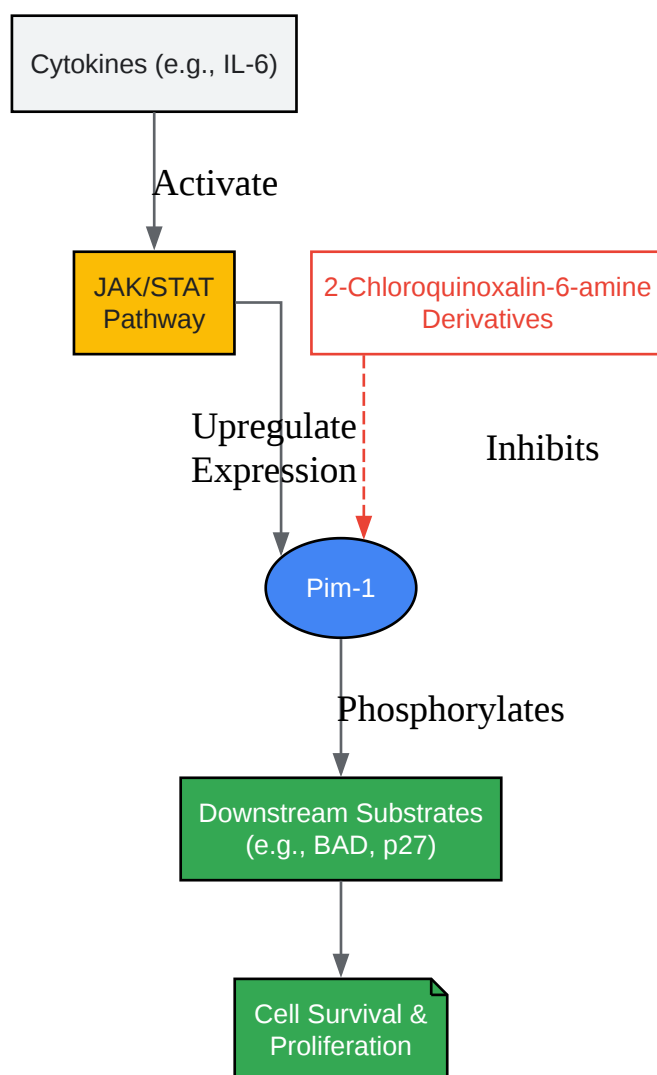 Cytokines (e.g., IL-6)
Activate
JAK/STAT
Pathway
2-Chloroquinoxalin-6-amine
Derivatives
Upregulate
Expression
Inhibits
Pim-1
Phosphorylates
Downstream Substrates
(e.g., BAD, p27)
Cell Survival &
Proliferation